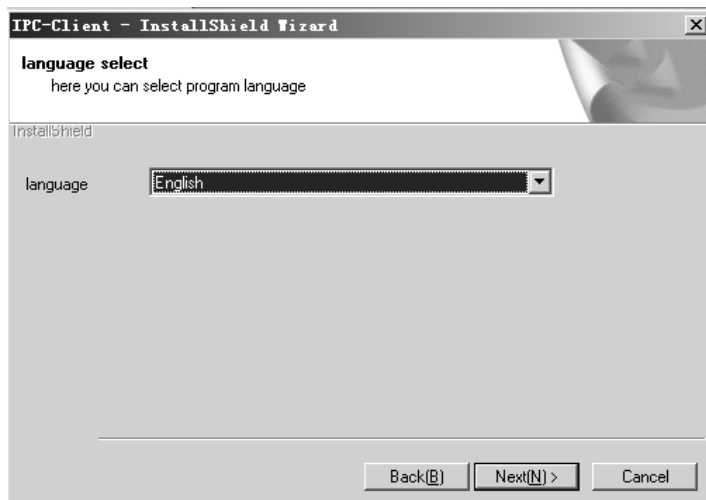 IPC-Client - InstallShield Wizard
language select
here you can select program language
InstallShield
language English
Back(B) Next(N) > Cancel